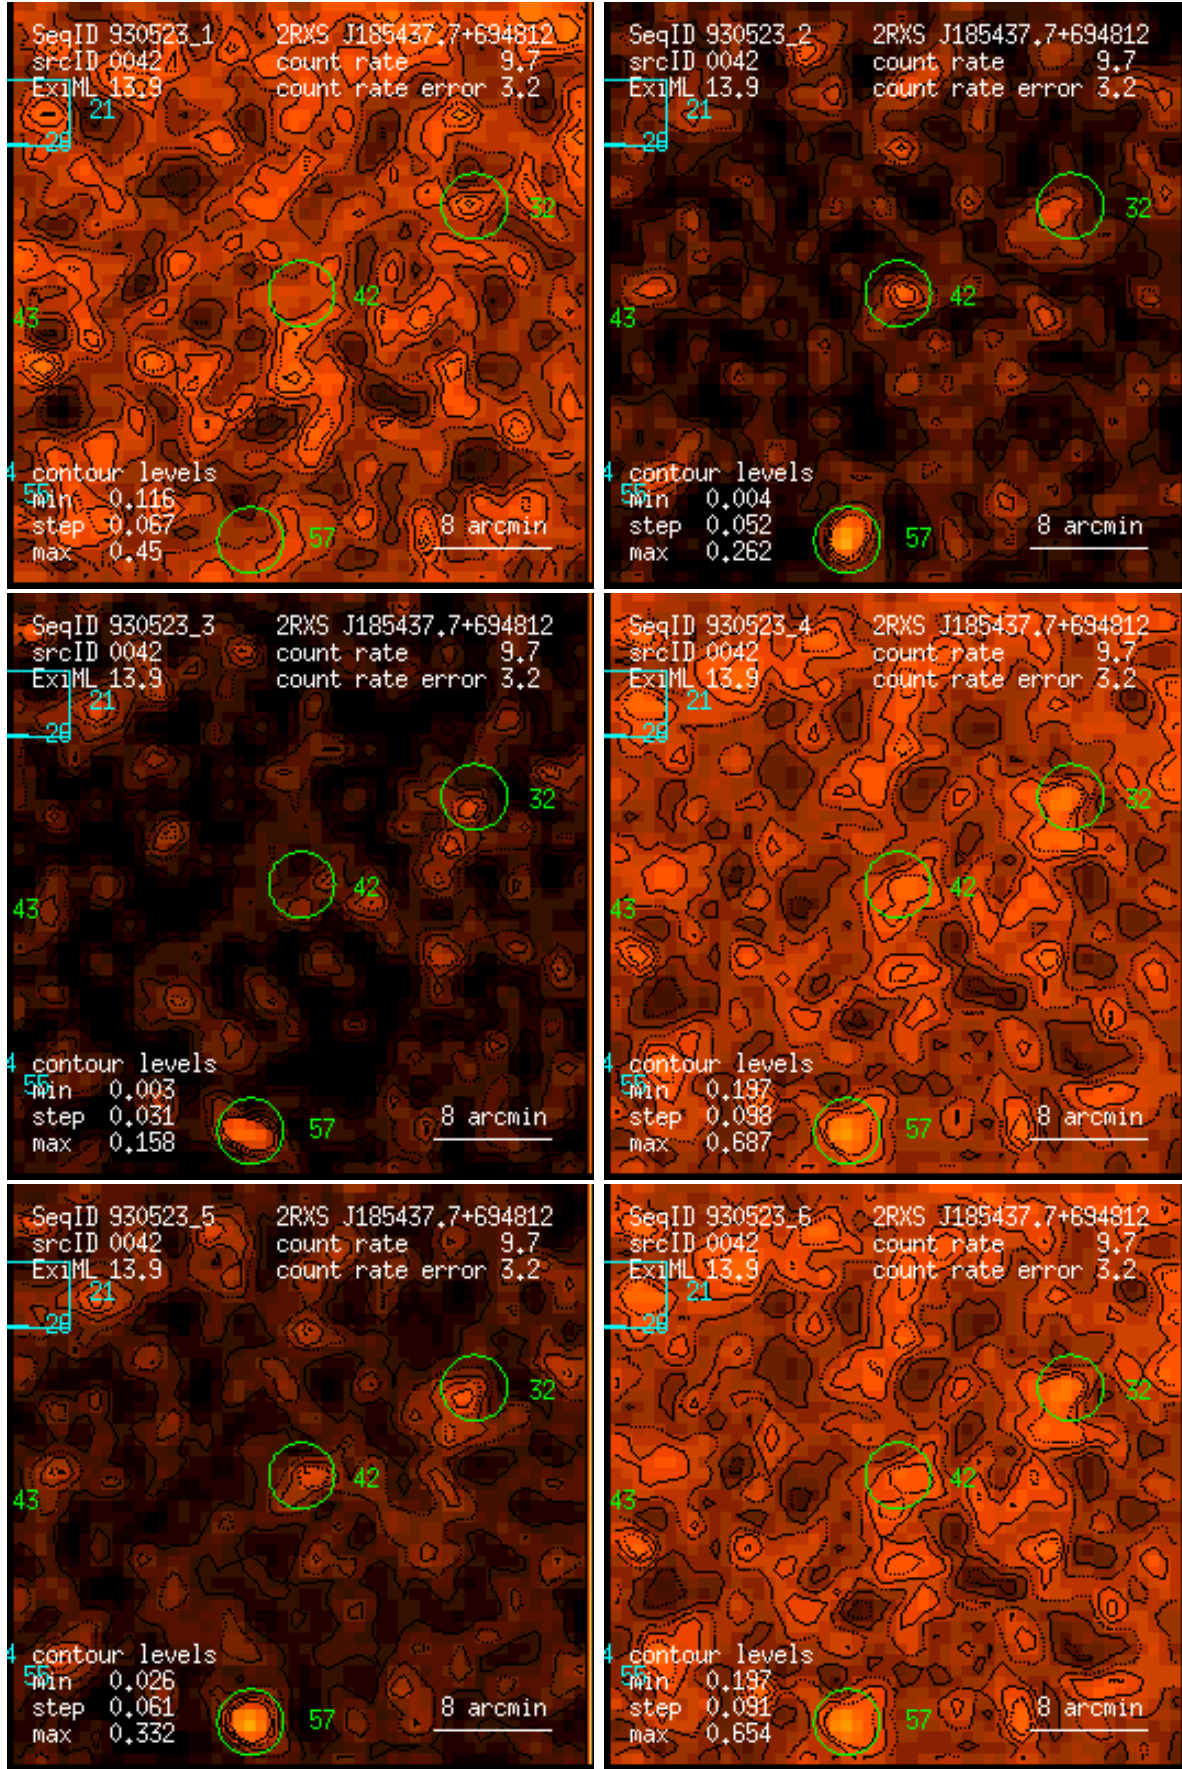 SeqID 930523_1 2RXS J185437.7+694812
srcID 0042 count rate 9.7
ExiML 13.9 count rate error 3.2
21
28
32
42
43
4 contour levels
55
min 0.116
step 0.067 57 8 arcmin
max 0.45
SeqID 930523_2 2RXS J185437.7+694812
srcID 0042 count rate 9.7
ExiML 13.9 count rate error 3.2
21
28
32
42
43
4 contour levels
55
min 0.004
step 0.052 57 8 arcmin
max 0.262
SeqID 930523_3 2RXS J185437.7+694812
srcID 0042 count rate 9.7
ExiML 13.9 count rate error 3.2
21
28
32
42
43
4 contour levels
55
min 0.003
step 0.031 57 8 arcmin
max 0.158
SeqID 930523_4 2RXS J185437.7+694812
srcID 0042 count rate 9.7
ExiML 13.9 count rate error 3.2
21
28
32
42
43
4 contour levels
55
min 0.197
step 0.098 57 8 arcmin
max 0.687
SeqID 930523_5 2RXS J185437.7+694812
srcID 0042 count rate 9.7
ExiML 13.9 count rate error 3.2
21
28
32
42
43
4 contour levels
55
min 0.026
step 0.061 57 8 arcmin
max 0.332
SeqID 930523_6 2RXS J185437.7+694812
srcID 0042 count rate 9.7
ExiML 13.9 count rate error 3.2
21
28
32
42
43
4 contour levels
55
min 0.197
step 0.091 57 8 arcmin
max 0.654